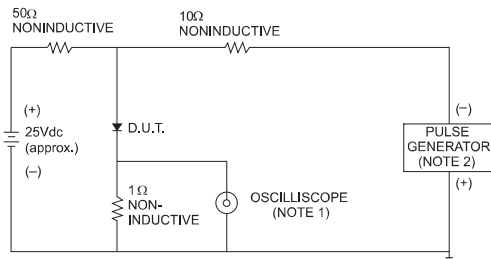 50Ω
NONINDUCTIVE
10Ω
NONINDUCTIVE
(+)
25Vdc
(approx.)
(−)
D.U.T.
1Ω
NON-
INDUCTIVE
OSCILLISCOPE
(NOTE 1)
(−)
PULSE
GENERATOR
(NOTE 2)
(+)